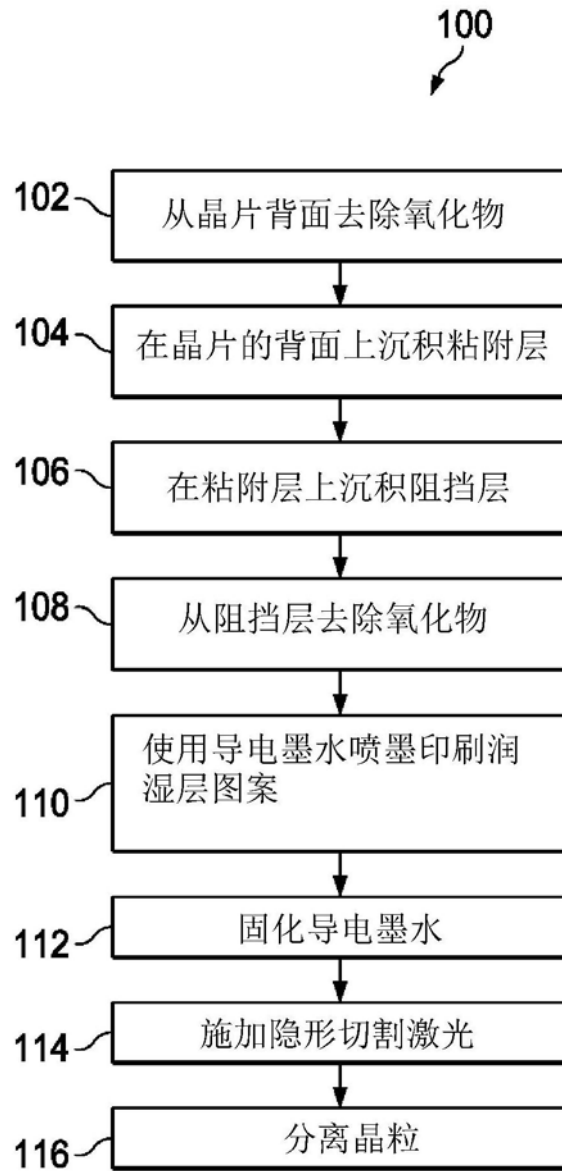 100
102
从晶片背面去除氧化物
104
在晶片的背面上沉积粘附层
106
在粘附层上沉积阻挡层
108
从阻挡层去除氧化物
110
使用导电墨水喷墨印刷润
湿层图案
112
固化导电墨水
114
施加隐形切割激光
116
分离晶粒